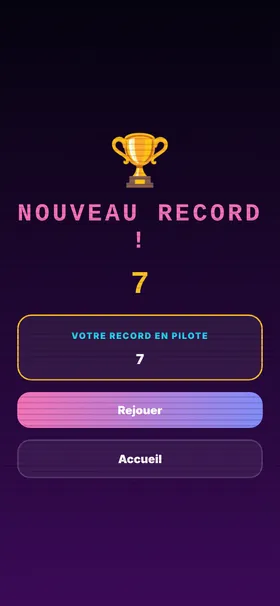 NOUVEAU RECORD
!
7
VOTRE RECORD EN PILOTE
7
Rejouer
Accueil